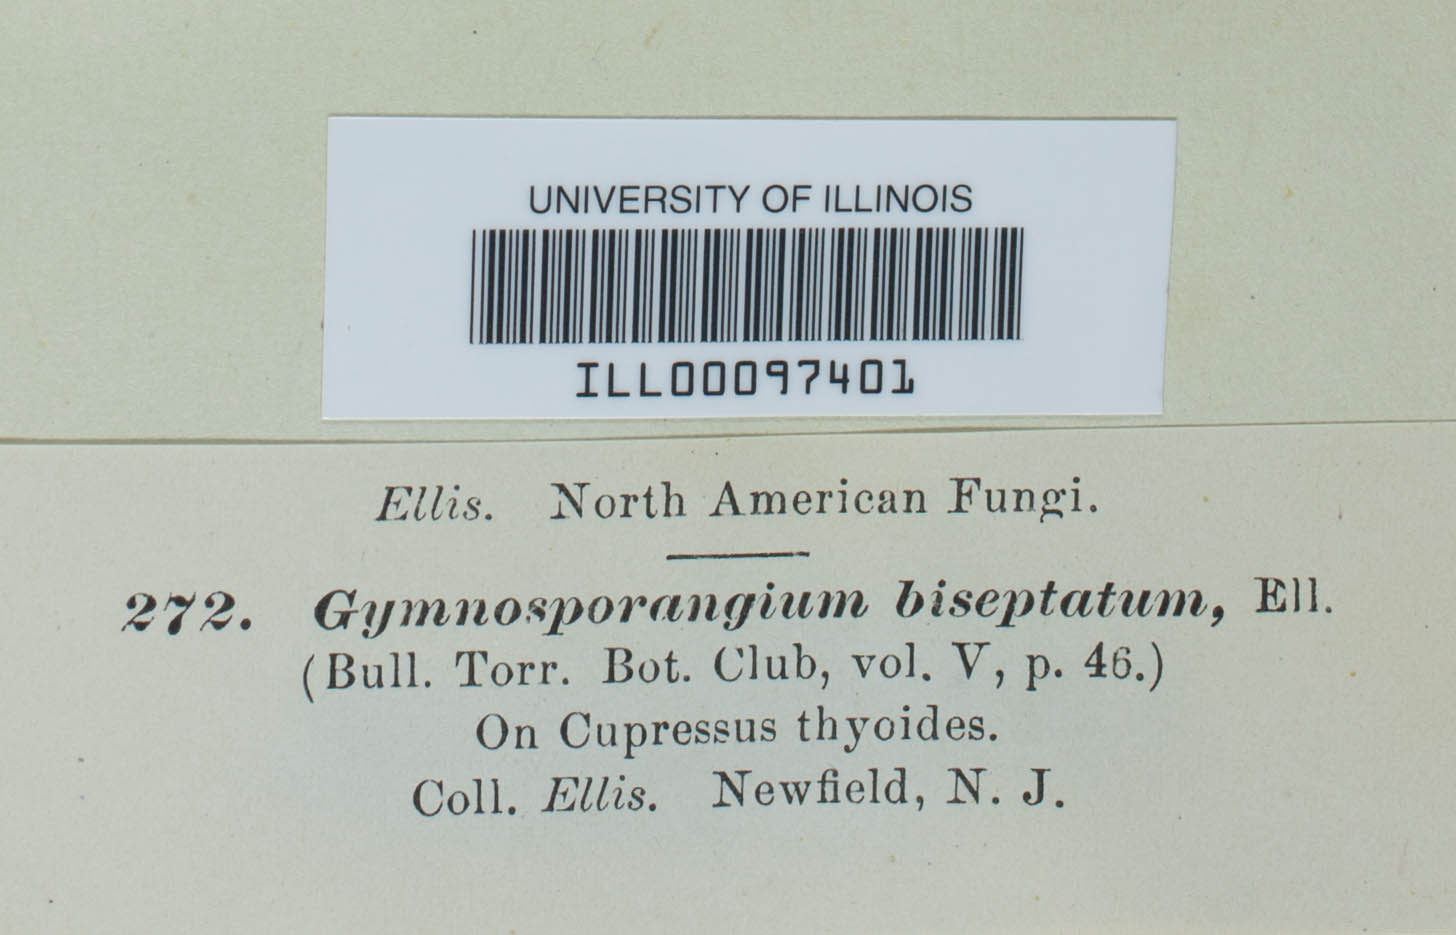 UNIVERSITY OF ILLINOIS
ILL00097401
Ellis. North American Fungi.
272. Gymnosporangium biseptatum, Ell.
(Bull. Torr. Bot. Club, vol. V, p. 46.)
On Cupressus thyoides.
Coll. Ellis. Newfield, N. J.